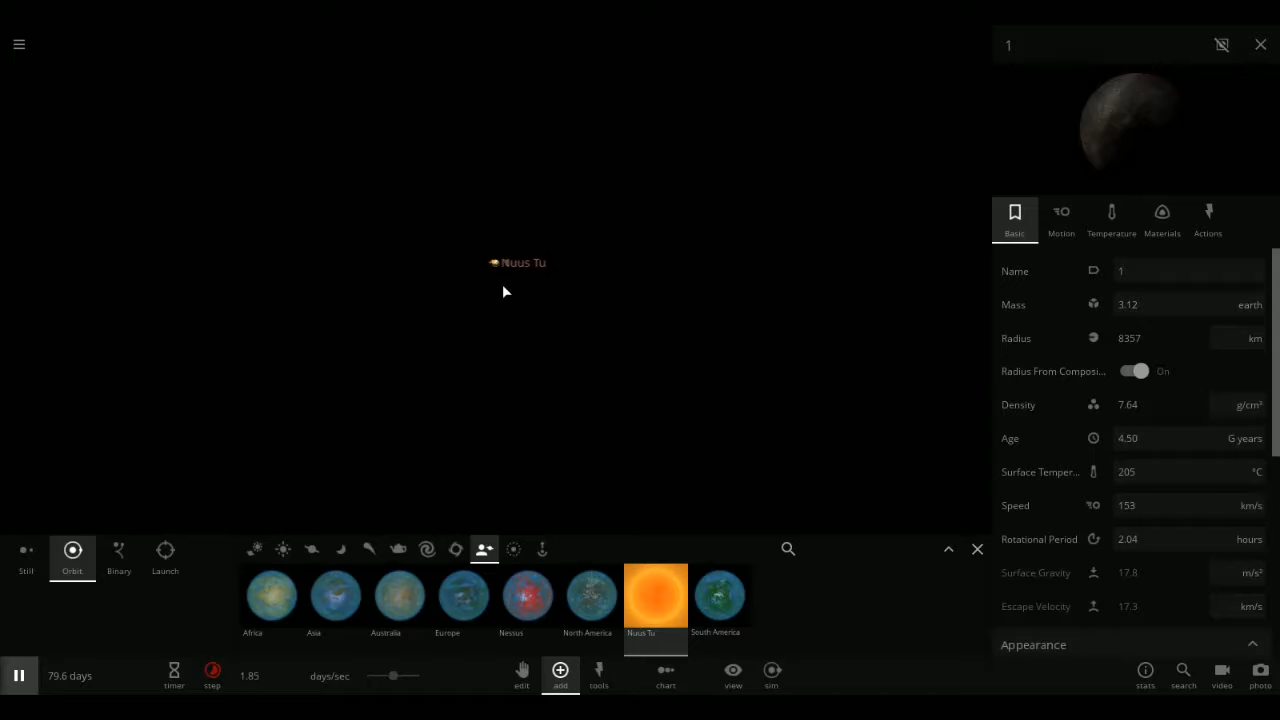 1
Nuus Tu
Basic
Motion
Temperature
Materials
Actions
Name 1
Mass 3.12 earth
Radius 8357 km
Radius From Composi... On
Density 7.64 g/cm³
Age 4.50 G years
Surface Temper... 205 °C
Speed 153 km/s
Rotational Period 2.04 hours
Surface Gravity 17.8 m/s²
Escape Velocity 17.3 km/s
Appearance
Still
Orbit
Binary
Launch
Africa
Asia
Australia
Europe
Nessus
North America
Nuus Tu
South America
79.6 days
timer
step
1.85 days/sec
edit
add
tools
chart
view
sim
stats
search
video
photo